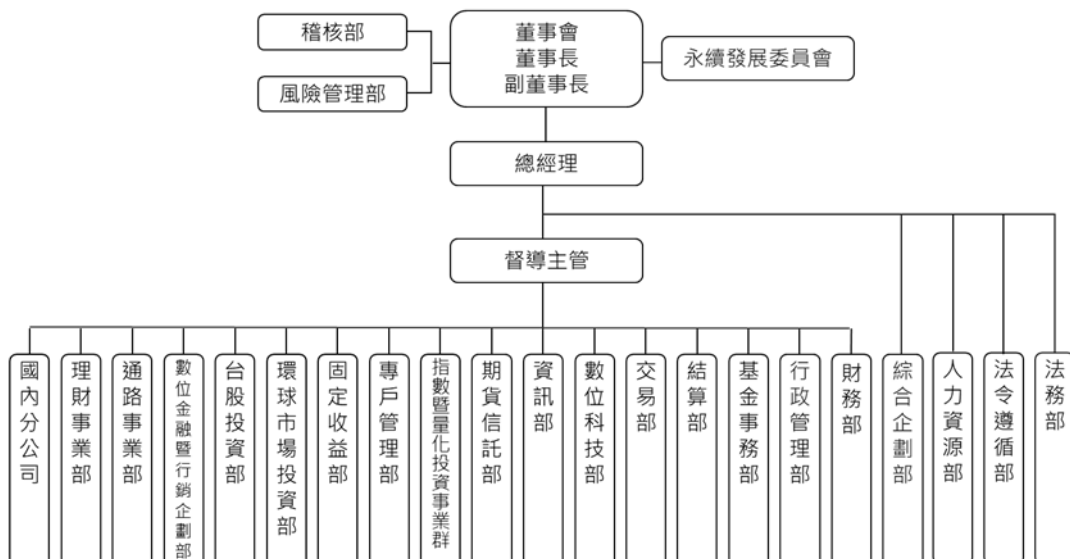 稽核部
董事會
董事長
副董事長
永續發展委員會
風險管理部
總經理
督導主管
國內分公司
理財事業部
通路事業部
數位金融暨行銷企劃部
台股投資部
環球市場投資部
固定收益部
專戶管理部
指數暨量化投資事業群
期貨信託部
資訊部
數位科技部
交易部
結算部
基金事務部
行政管理部
財務部
綜合企劃部
人力資源部
法令遵循部
法務部